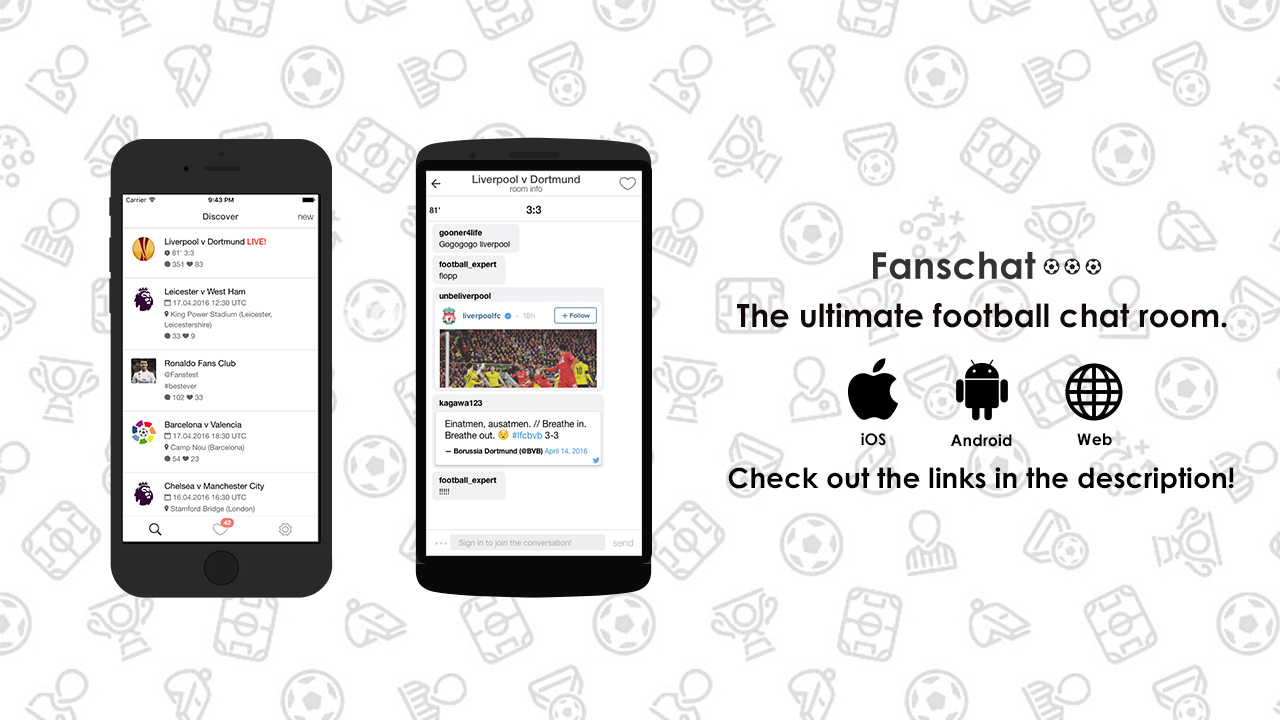 Carrier 9:43 PM
Discover new
Liverpool v Dortmund LIVE!
81' 3:3
351 83
Leicester v West Ham
17.04.2016 12:30 UTC
King Power Stadium (Leicester,
Leicestershire)
33 9
Ronaldo Fans Club
@Fanstest
#bestever
102 33
Barcelona v Valencia
17.04.2016 18:30 UTC
Camp Nou (Barcelona)
54 23
Chelsea v Manchester City
16.04.2016 16:30 UTC
Stamford Bridge (London)
42
Liverpool v Dortmund
room info
81' 3:3
gooner4life
Gogogogo liverpool
football_expert
flopp
unbeliverpool
liverpoolfc · 18h + Follow
kagawa123
Einatmen, ausatmen. // Breathe in.
Breathe out. 😧 #lfcbvb 3-3
— Borussia Dortmund (@BVB) April 14, 2016
football_expert
!!!!!
Sign in to join the conversation! send
Fanschat ⚽⚽⚽
The ultimate football chat room.
iOS Android Web
Check out the links in the description!